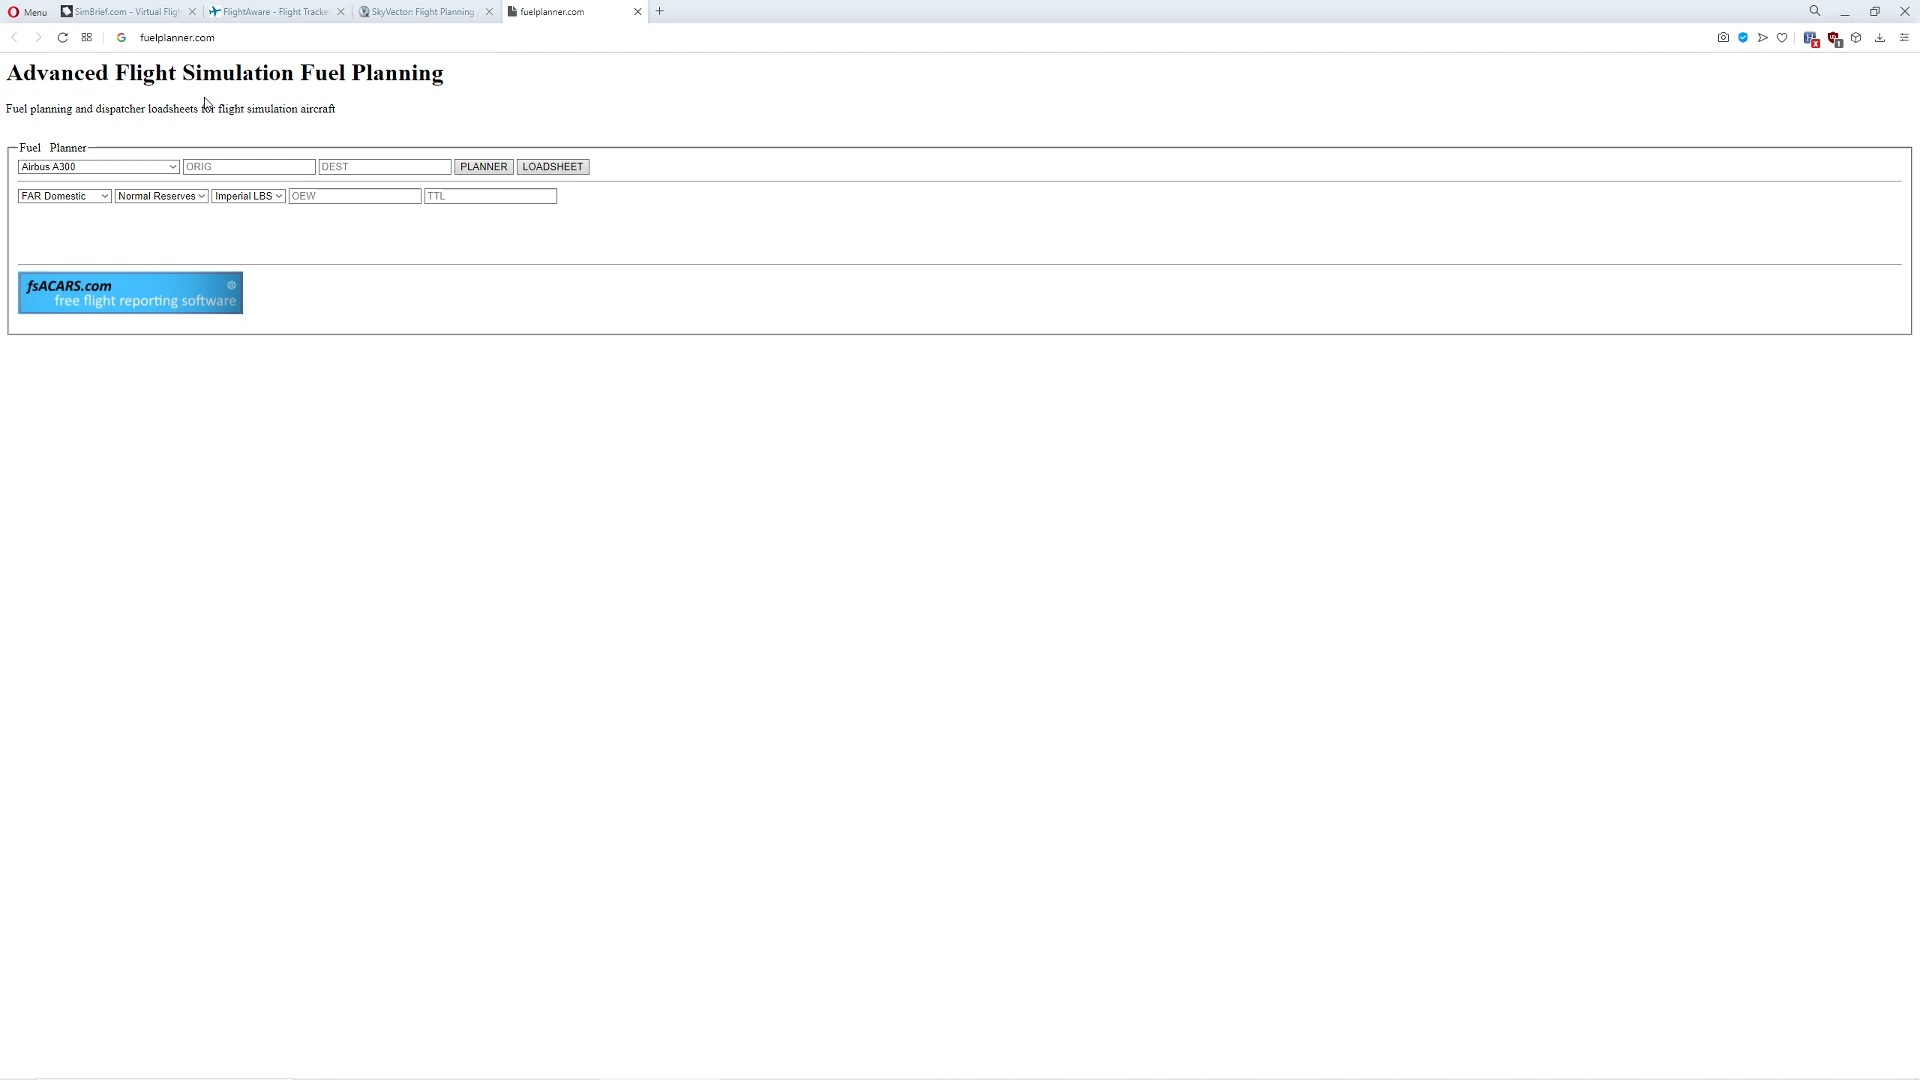 Menu
SimBrief.com - Virtual Fligh
FlightAware - Flight Tracke
SkyVector: Flight Planning
fuelplanner.com
fuelplanner.com
Advanced Flight Simulation Fuel Planning
Fuel planning and dispatcher loadsheets for flight simulation aircraft
Fuel Planner
Airbus A300 ORIG DEST PLANNER LOADSHEET
FAR Domestic Normal Reserves Imperial LBS OEW TTL
fsACARS.com
free flight reporting software